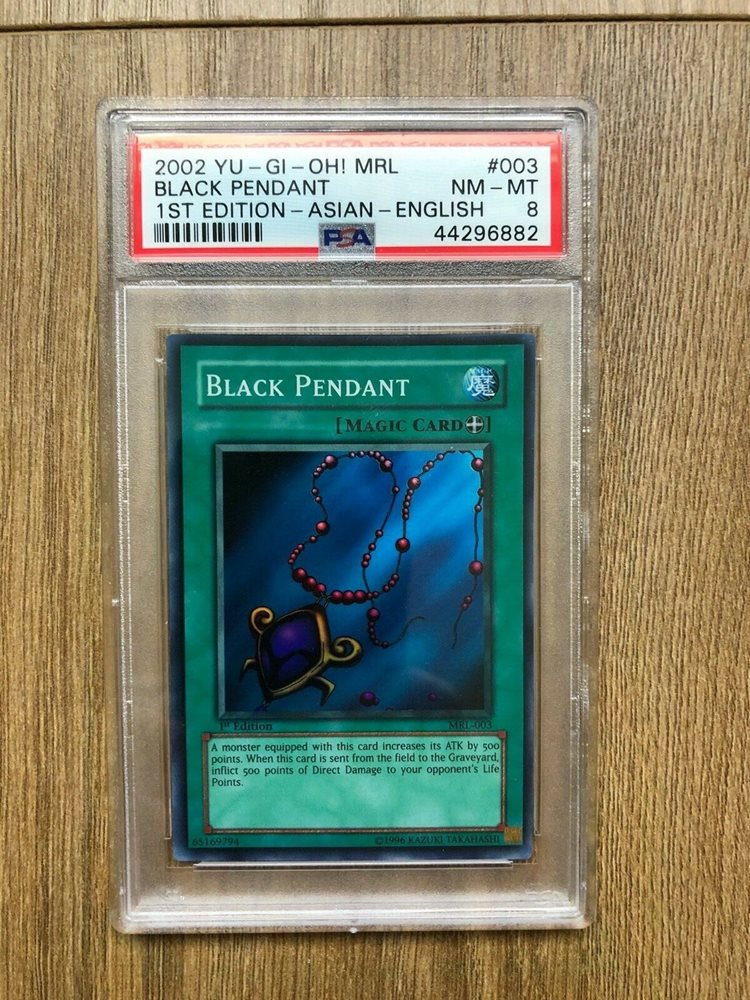 2002 YU-GI-OH! MRL #003
BLACK PENDANT NM-MT
1ST EDITION-ASIAN-ENGLISH 8
PSA 44296882
BLACK PENDANT 魔
[MAGIC CARD]
1st Edition MRL-003
A monster equipped with this card increases its ATK by 500
points. When this card is sent from the field to the Graveyard,
inflict 500 points of Direct Damage to your opponent's Life
Points.
65169794 ©1996 KAZUKI TAKAHASHI